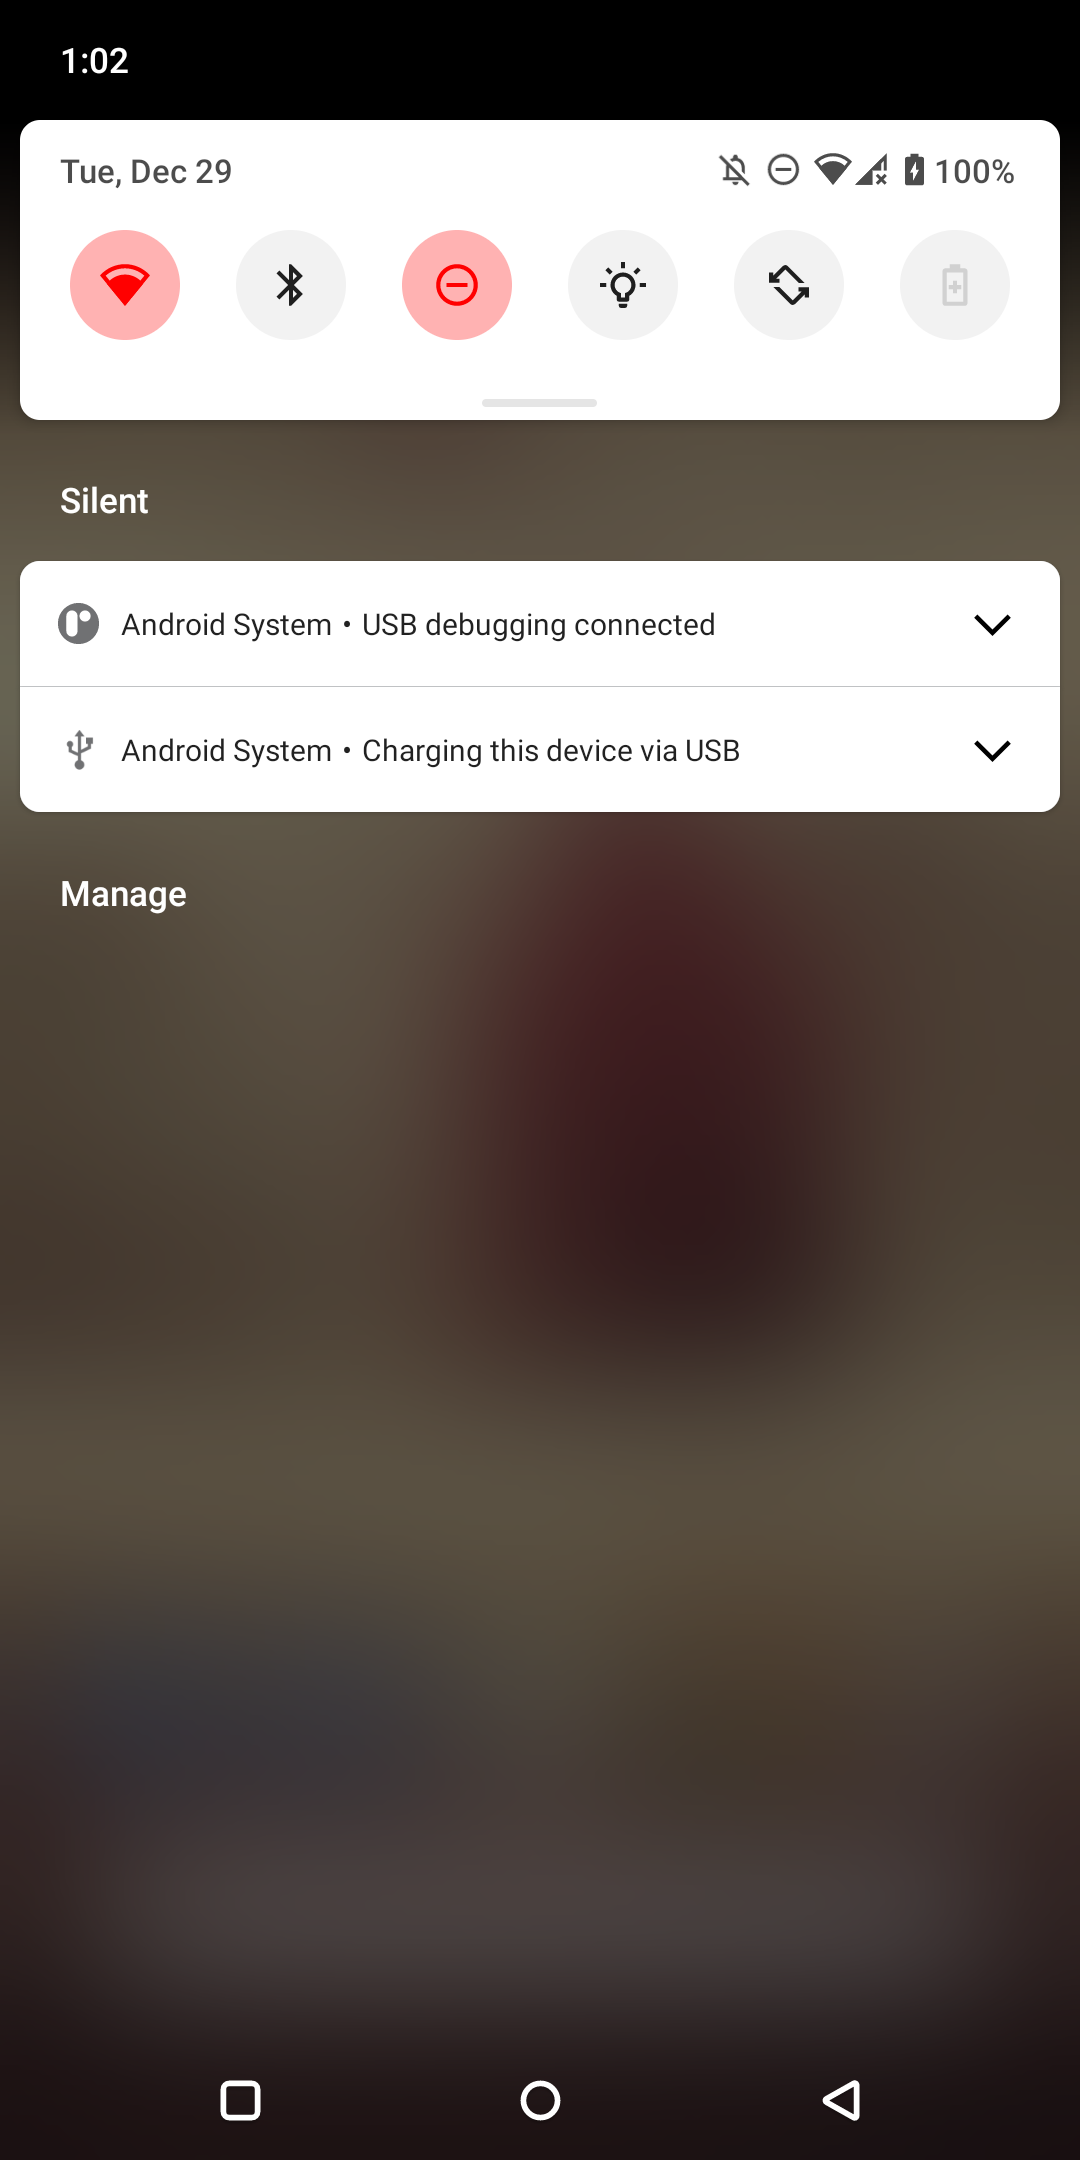 1:02
Tue, Dec 29
100%
Silent
Android System • USB debugging connected
Android System • Charging this device via USB
Manage